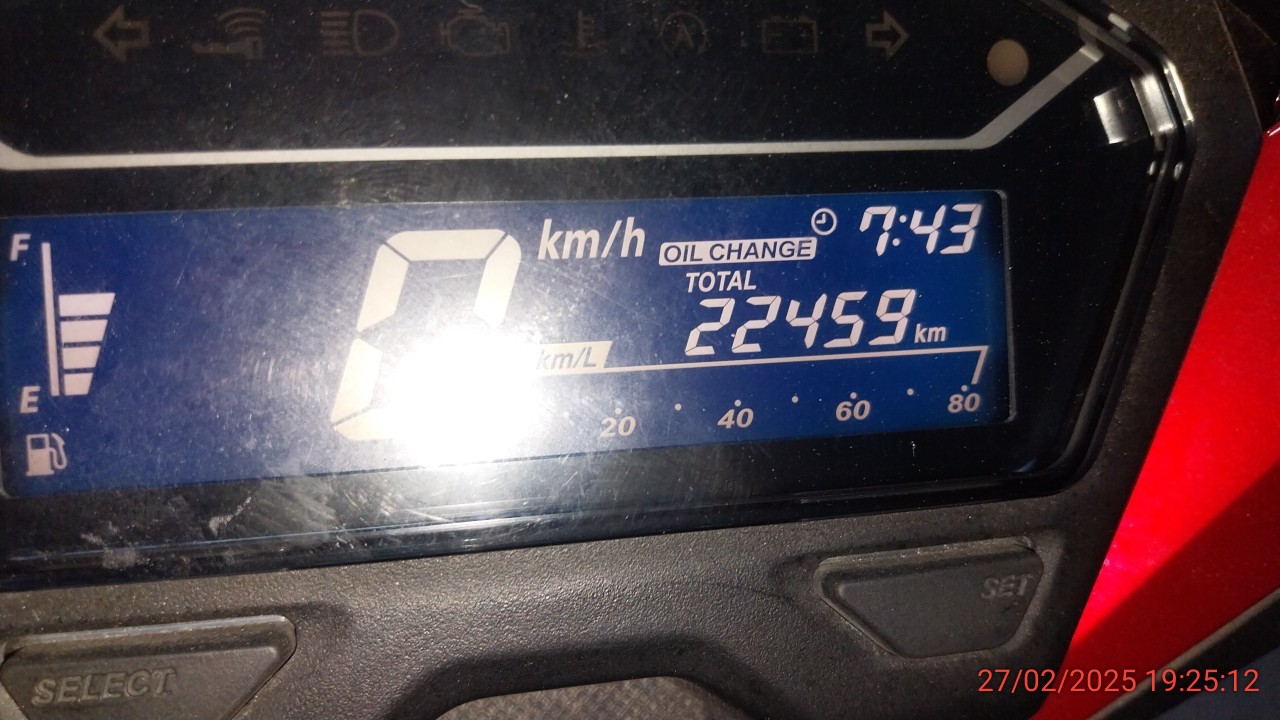 F
km/h
7:43
OIL CHANGE
TOTAL
22459 km
0
km/L
E
20 40 60 80
SET
SELECT
27/02/2025 19:25:12